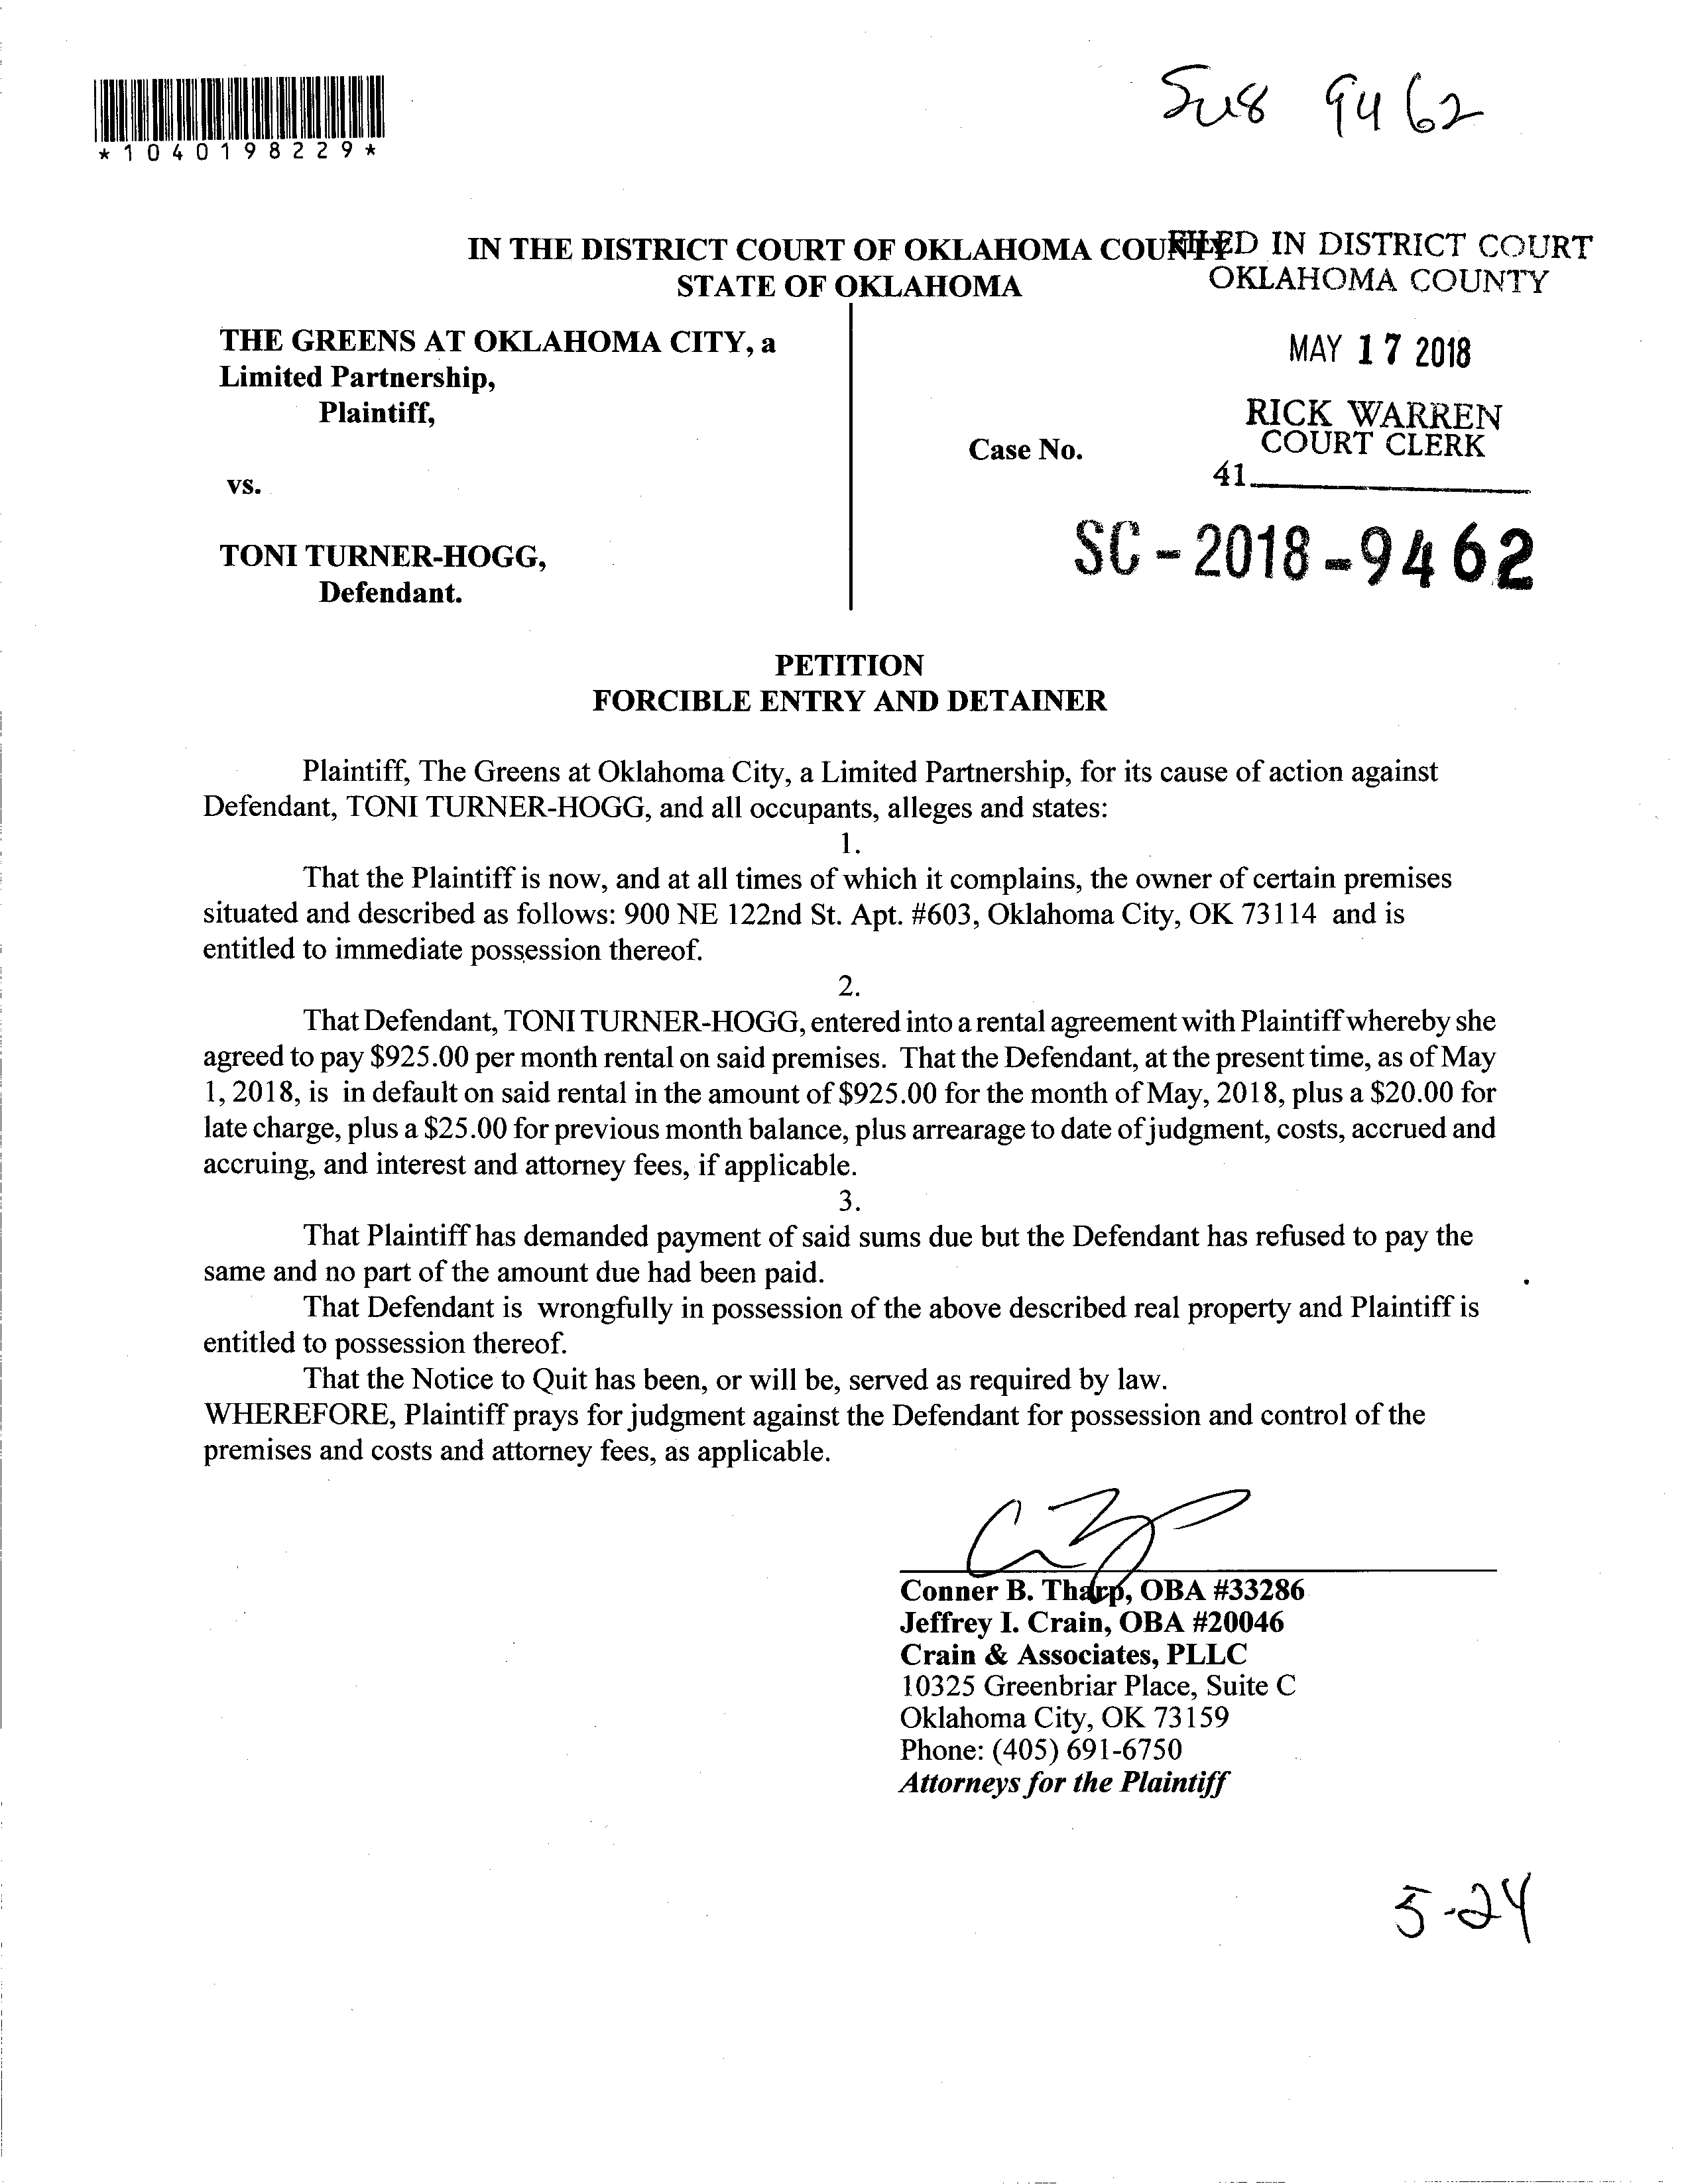 Su8 9462
*1040198229*
IN THE DISTRICT COURT OF OKLAHOMA COUNTY
STATE OF OKLAHOMA
FILED IN DISTRICT COURT
OKLAHOMA COUNTY
MAY 17 2018
RICK WARREN
COURT CLERK
41
THE GREENS AT OKLAHOMA CITY, a
Limited Partnership,
Plaintiff,
Case No.
vs.
SC-2018-9462
TONI TURNER-HOGG,
Defendant.
PETITION
FORCIBLE ENTRY AND DETAINER
Plaintiff, The Greens at Oklahoma City, a Limited Partnership, for its cause of action against
Defendant, TONI TURNER-HOGG, and all occupants, alleges and states:
1.
That the Plaintiff is now, and at all times of which it complains, the owner of certain premises
situated and described as follows: 900 NE 122nd St. Apt. #603, Oklahoma City, OK 73114 and is
entitled to immediate possession thereof.
2.
That Defendant, TONI TURNER-HOGG, entered into a rental agreement with Plaintiff whereby she
agreed to pay $925.00 per month rental on said premises. That the Defendant, at the present time, as of May
1, 2018, is in default on said rental in the amount of $925.00 for the month of May, 2018, plus a $20.00 for
late charge, plus a $25.00 for previous month balance, plus arrearage to date of judgment, costs, accrued and
accruing, and interest and attorney fees, if applicable.
3.
That Plaintiff has demanded payment of said sums due but the Defendant has refused to pay the
same and no part of the amount due had been paid.
That Defendant is wrongfully in possession of the above described real property and Plaintiff is
entitled to possession thereof.
That the Notice to Quit has been, or will be, served as required by law.
WHEREFORE, Plaintiff prays for judgment against the Defendant for possession and control of the
premises and costs and attorney fees, as applicable.
Conner B. Tharp, OBA #33286
Jeffrey I. Crain, OBA #20046
Crain & Associates, PLLC
10325 Greenbriar Place, Suite C
Oklahoma City, OK 73159
Phone: (405) 691-6750
Attorneys for the Plaintiff
5-24